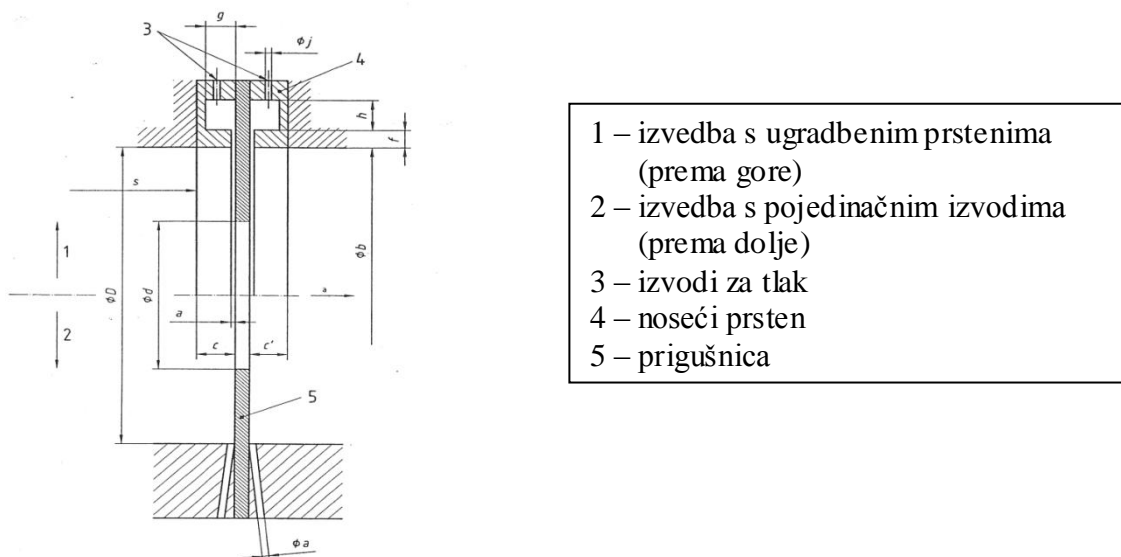 g
3
ϕj
4
h
f
s
1
ϕD
ϕd
ϕb
a
a
2
c
c'
5
ϕa
1 – izvedba s ugradbenim prstenima
(prema gore)
2 – izvedba s pojedinačnim izvodima
(prema dolje)
3 – izvodi za tlak
4 – noseći prsten
5 – prigušnica